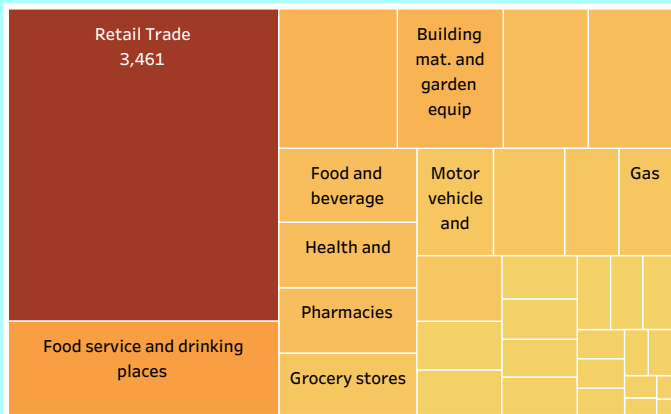 Retail Trade
3,461
Building
mat. and
garden
equip
Food and
beverage
Motor
vehicle
and
Gas
Health and
Pharmacies
Food service and drinking
places
Grocery stores